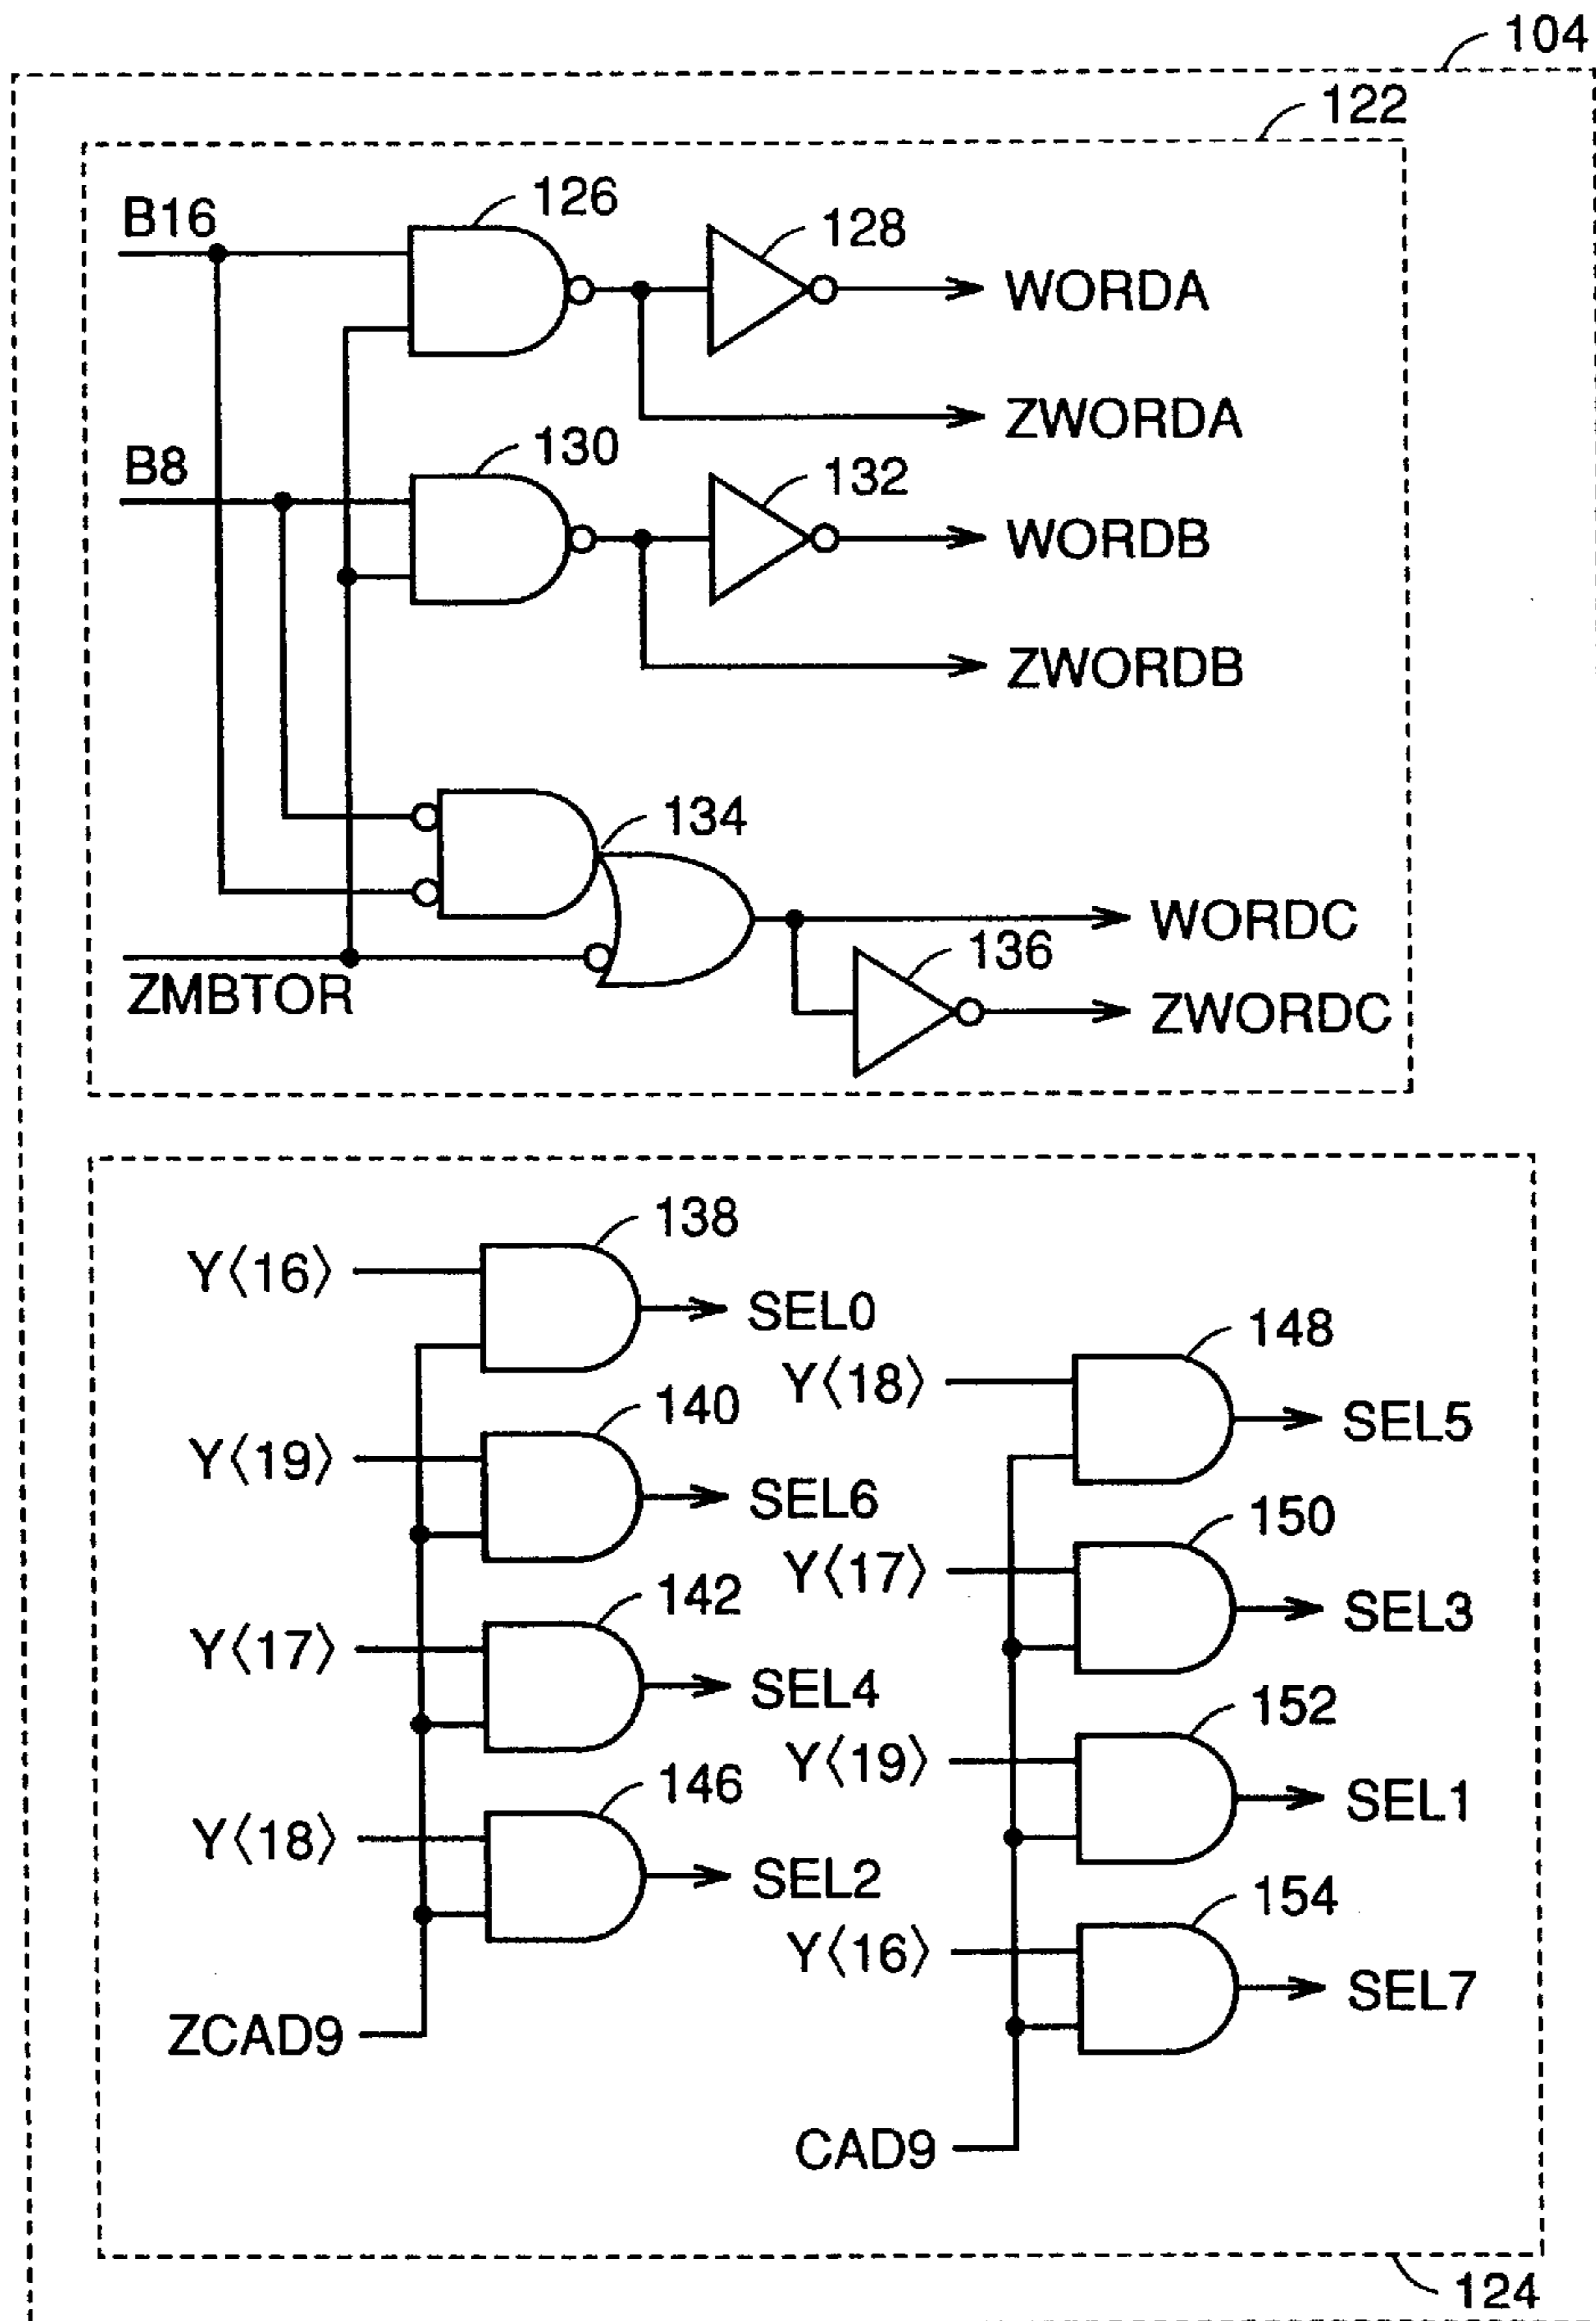 104
122
B16
126
128
WORDA
ZWORDA
B8
130
132
WORDB
ZWORDB
134
WORDC
ZMBTOR
136
ZWORDC
Y⟨16⟩
138
SEL0
Y⟨19⟩
140
SEL6
Y⟨17⟩
142
SEL4
Y⟨18⟩
146
SEL2
ZCAD9
Y⟨18⟩
148
SEL5
Y⟨17⟩
150
SEL3
Y⟨19⟩
152
SEL1
Y⟨16⟩
154
SEL7
CAD9
124